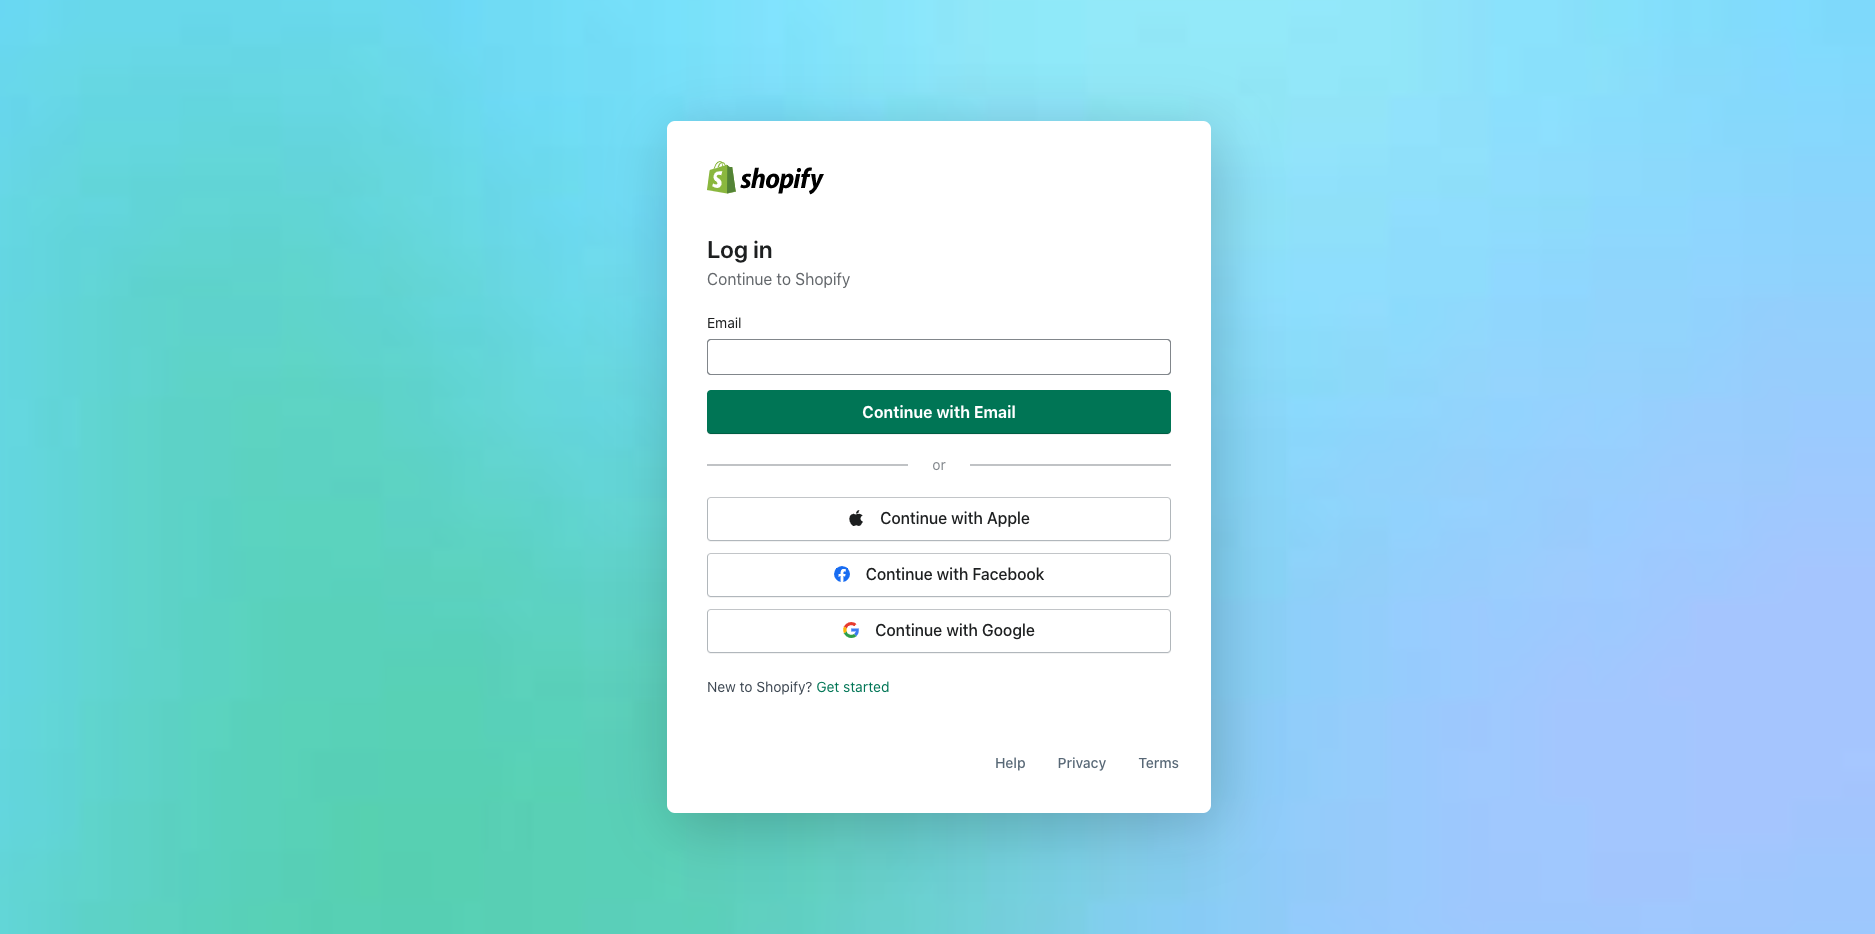 shopify
Log in
Continue to Shopify
Email
Continue with Email
or
Continue with Apple
Continue with Facebook
Continue with Google
New to Shopify? Get started
Help Privacy Terms